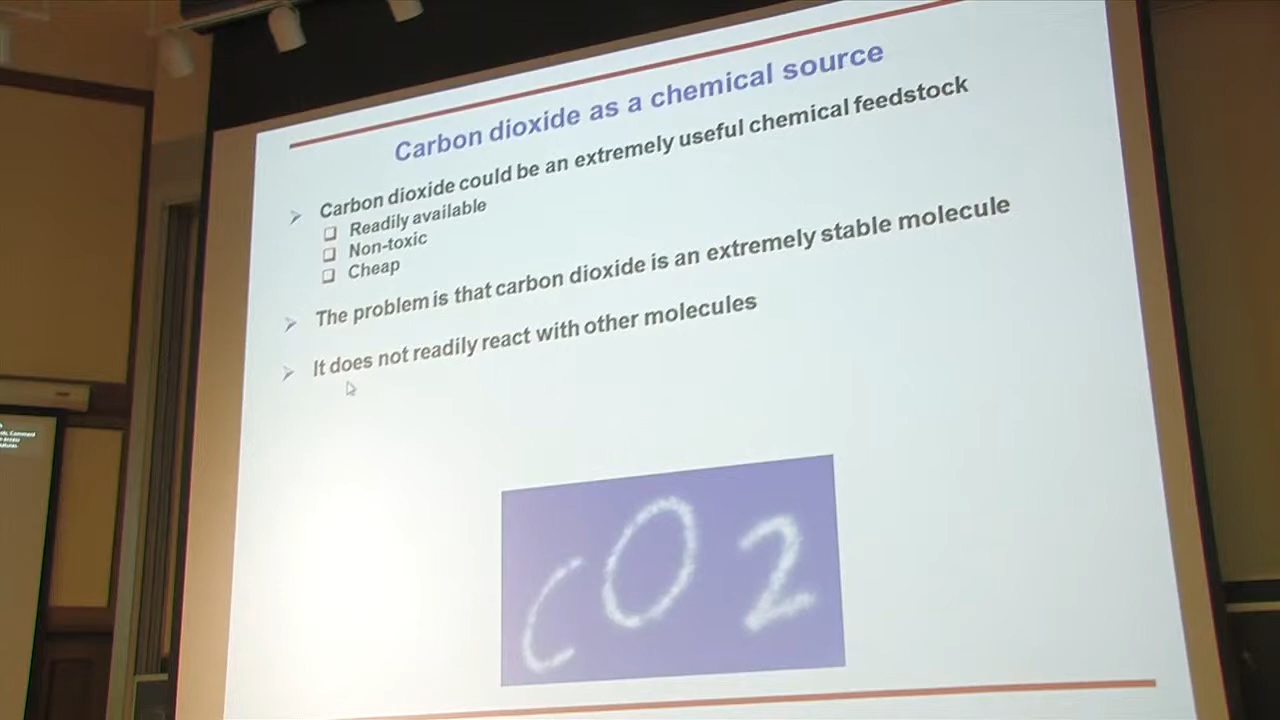 Carbon dioxide as a chemical source
Carbon dioxide could be an extremely useful chemical feedstock
Readily available
Non-toxic
Cheap
The problem is that carbon dioxide is an extremely stable molecule
It does not readily react with other molecules
CO2